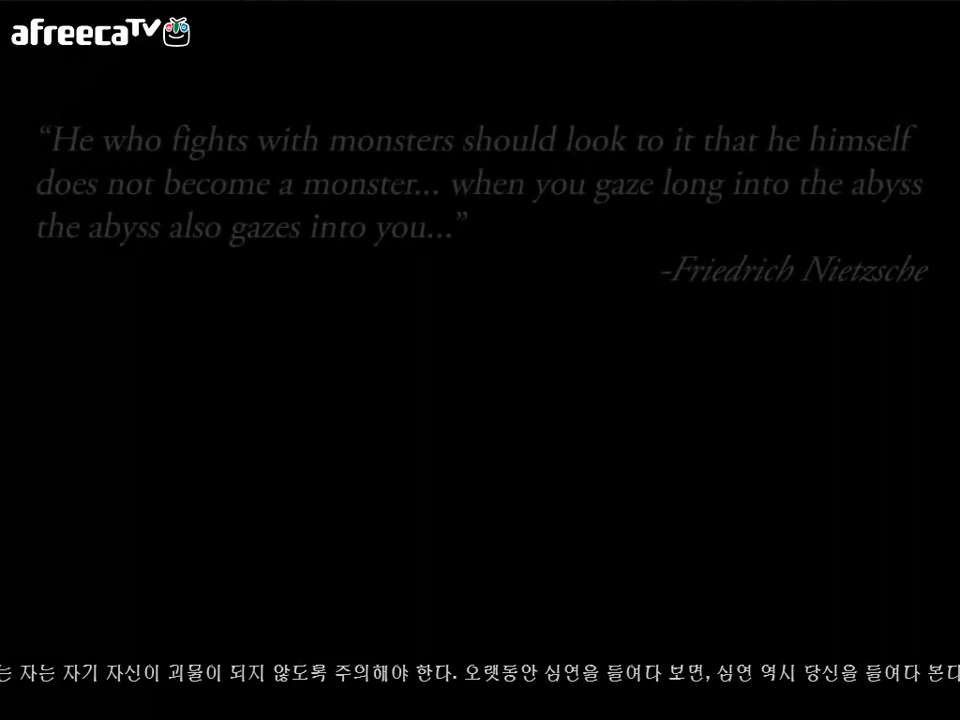 afreecaTV
“He who fights with monsters should look to it that he himself
does not become a monster... when you gaze long into the abyss
the abyss also gazes into you...”
-Friedrich Nietzsche
는 자는 자기 자신이 괴물이 되지 않도록 주의해야 한다. 오랫동안 심연을 들여다 보면, 심연 역시 당신을 들여다 본다